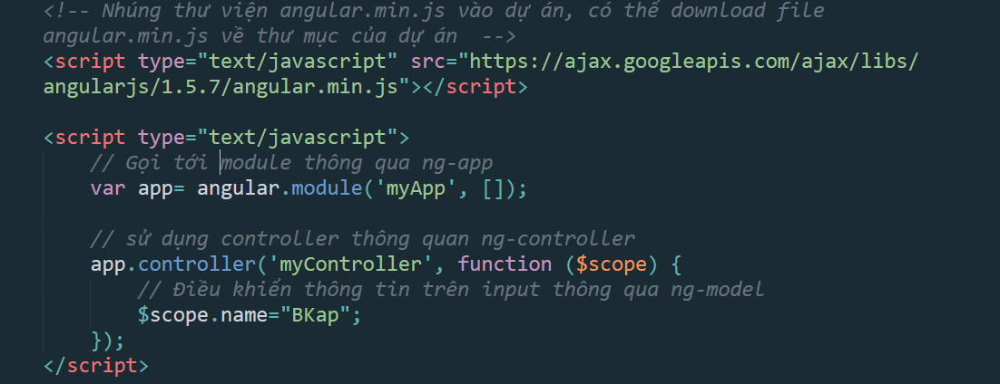 <!-- Nhúng thư viện angular.min.js vào dự án, có thể download file
angular.min.js về thư mục của dự án  -->
<script type="text/javascript" src="https://ajax.googleapis.com/ajax/libs/
angularjs/1.5.7/angular.min.js"></script>
<script type="text/javascript">
// Gọi tới module thông qua ng-app
var app= angular.module('myApp', []);
// sử dụng controller thông quan ng-controller
app.controller('myController', function ($scope) {
// Điều khiển thông tin trên input thông qua ng-model
$scope.name="BKap";
});
</script>